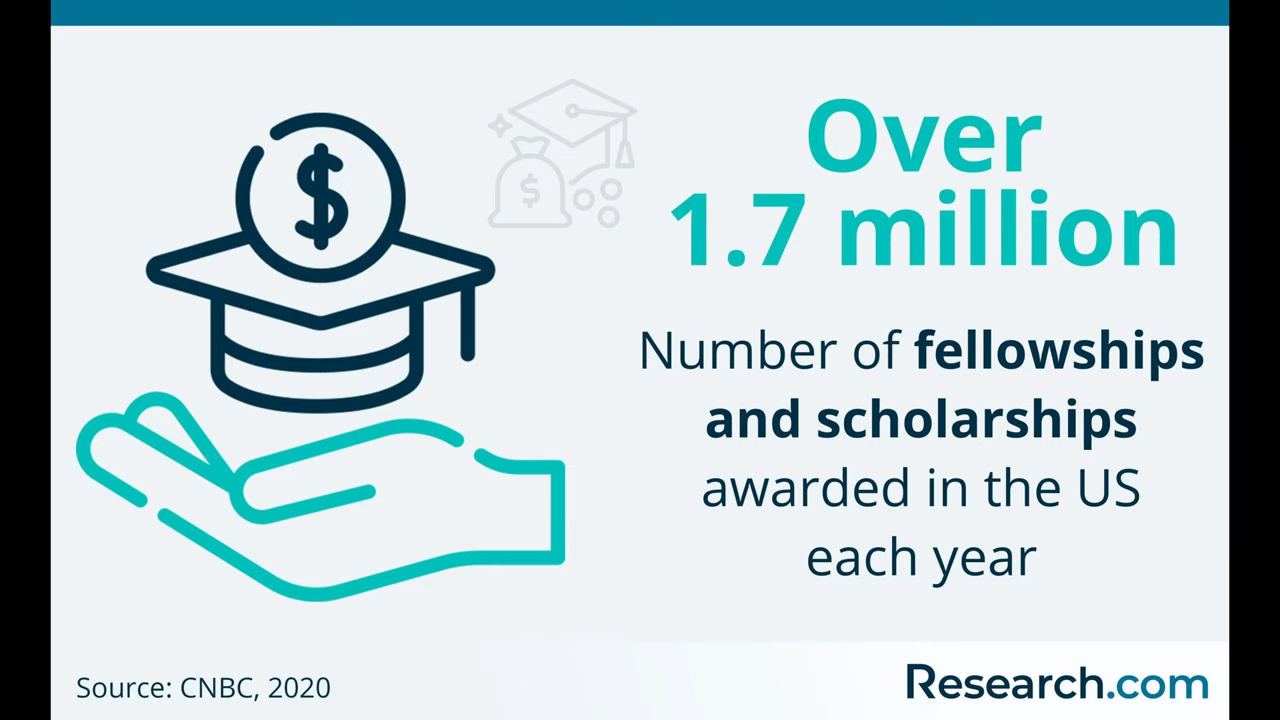 Over
1.7 million
Number of fellowships
and scholarships
awarded in the US
each year
Source: CNBC, 2020
Research.com